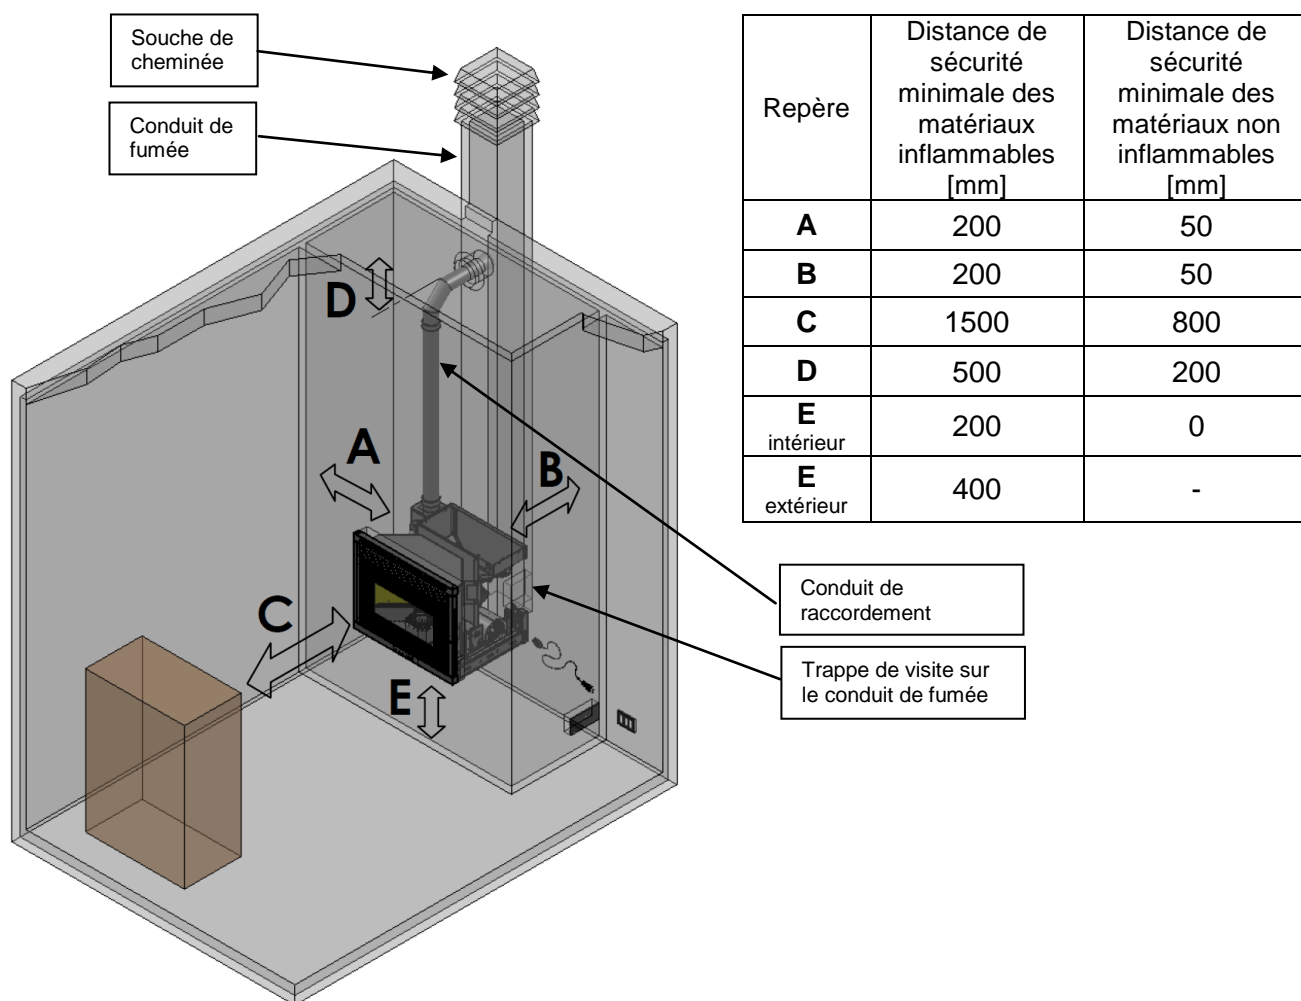 Souche de
cheminée
Conduit de
fumée
D
A
B
C
E
Conduit de
raccordement
Trappe de visite sur
le conduit de fumée
Repère
Distance de
sécurité
minimale des
matériaux
inflammables
[mm]
Distance de
sécurité
minimale des
matériaux non
inflammables
[mm]
A 200 50
B 200 50
C 1500 800
D 500 200
E
intérieur
200 0
E
extérieur
400 -